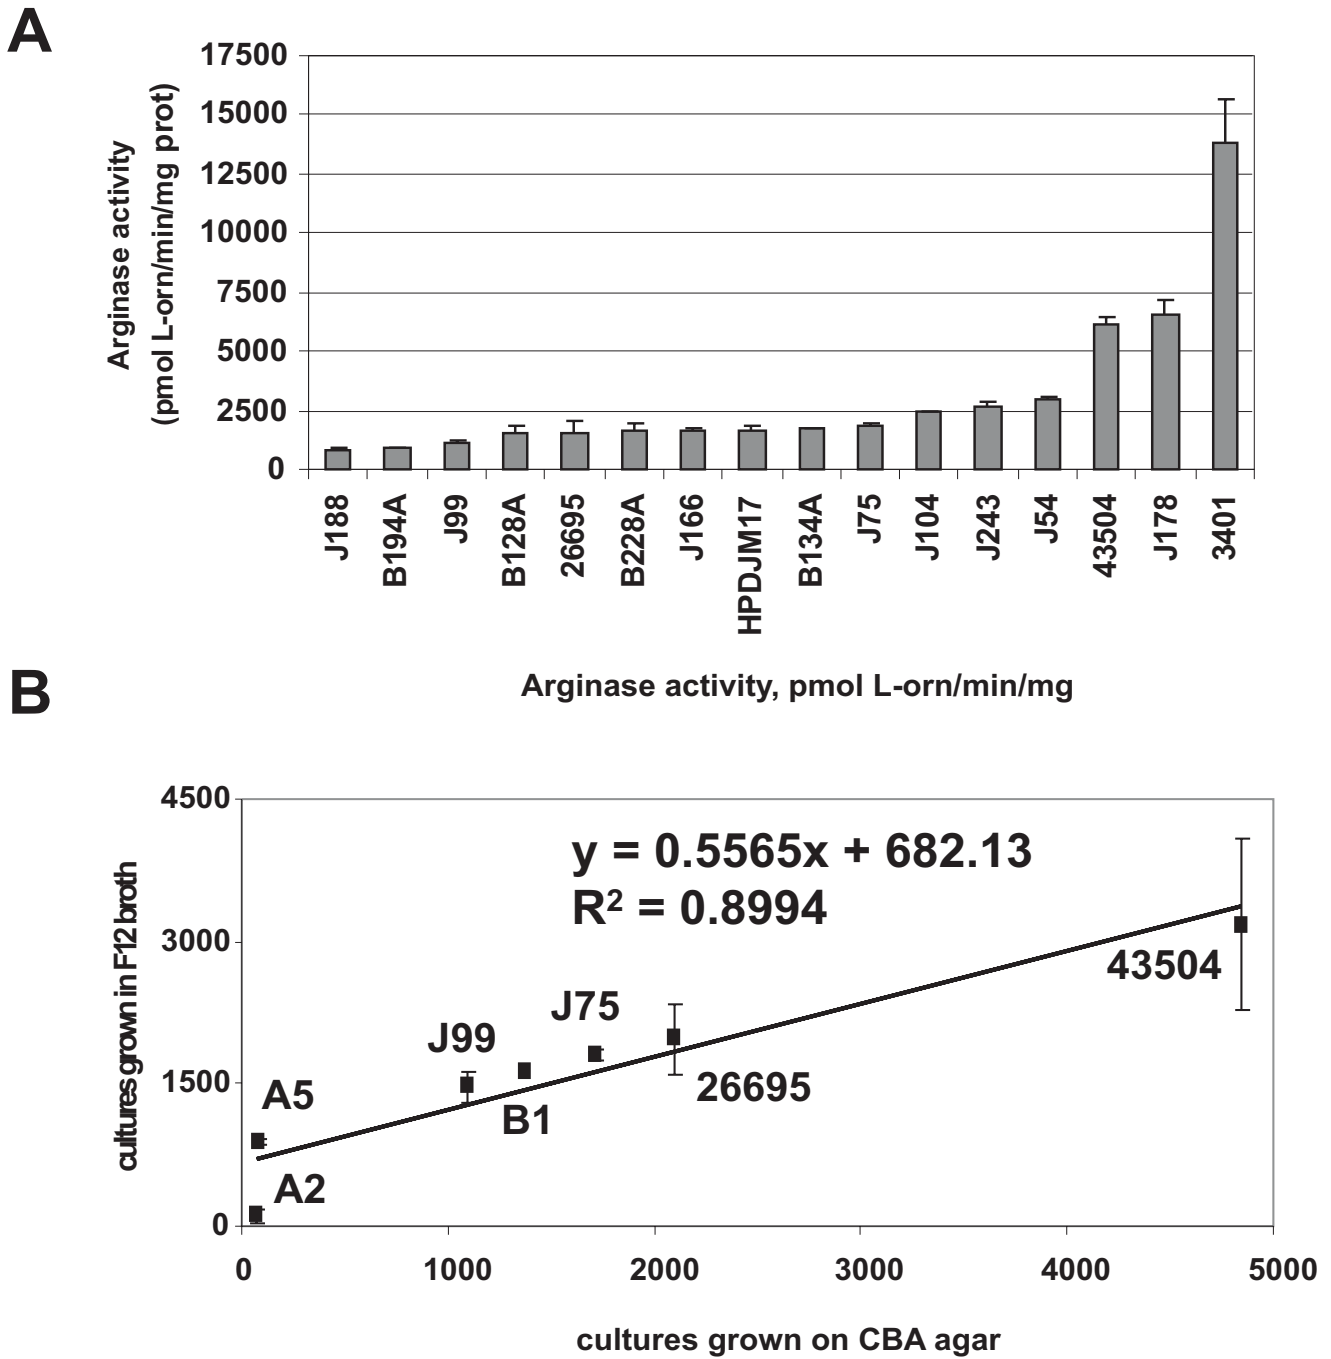 A
17500
15000
12500
10000
7500
5000
2500
0
Arginase activity
(pmol L-orn/min/mg prot)
J188
B194A
J99
B128A
26695
B228A
J166
HPDJM17
B134A
J75
J104
J243
J54
43504
J178
3401
B
Arginase activity, pmol L-orn/min/mg
4500
3000
1500
0
cultures grown in F12 broth
y = 0.5565x + 682.13
R² = 0.8994
43504
J75
J99
26695
B1
A5
A2
0
1000
2000
3000
4000
5000
cultures grown on CBA agar